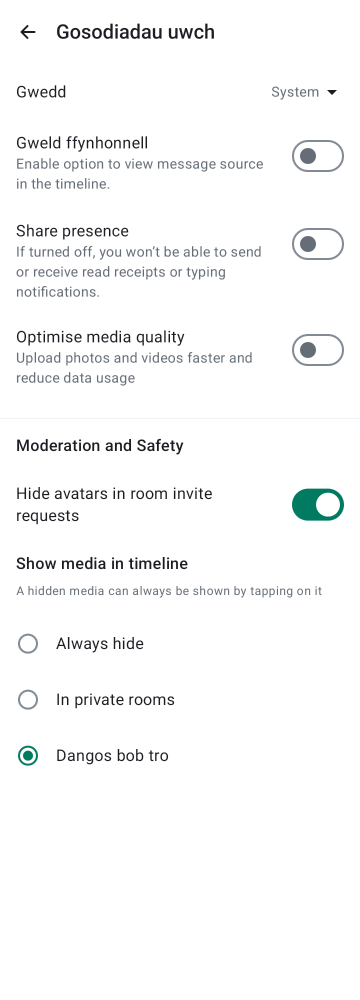 Gosodiadau uwch
Gwedd
System
Gweld ffynhonnell
Enable option to view message source
in the timeline.
Share presence
If turned off, you won’t be able to send
or receive read receipts or typing
notifications.
Optimise media quality
Upload photos and videos faster and
reduce data usage
Moderation and Safety
Hide avatars in room invite
requests
Show media in timeline
A hidden media can always be shown by tapping on it
Always hide
In private rooms
Dangos bob tro